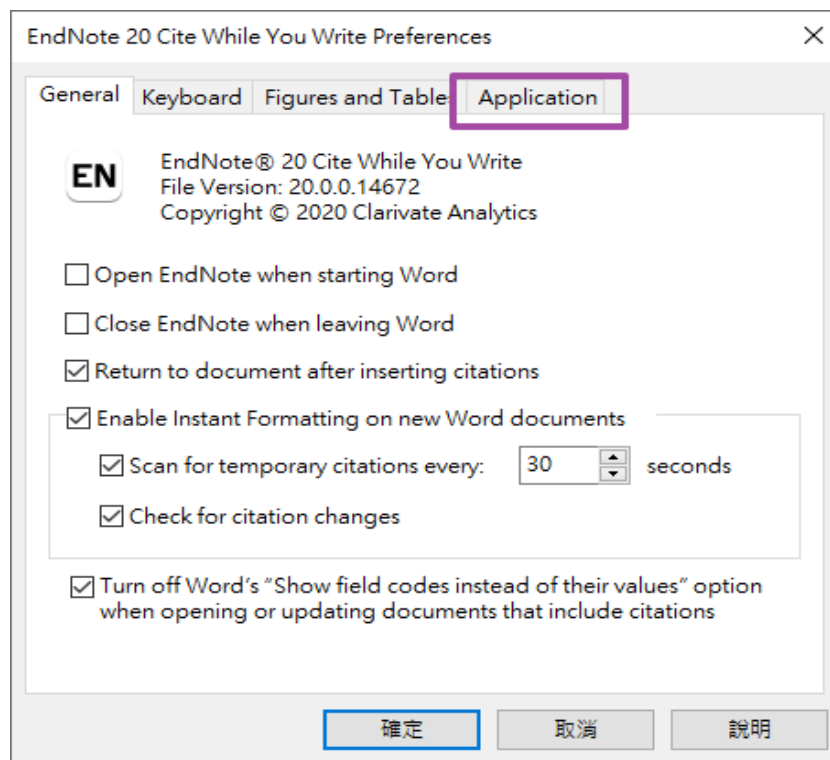 EndNote 20 Cite While You Write Preferences
General Keyboard Figures and Tables Application
EN
EndNote® 20 Cite While You Write
File Version: 20.0.0.14672
Copyright © 2020 Clarivate Analytics
Open EndNote when starting Word
Close EndNote when leaving Word
Return to document after inserting citations
Enable Instant Formatting on new Word documents
Scan for temporary citations every: 30 seconds
Check for citation changes
Turn off Word's “Show field codes instead of their values” option
when opening or updating documents that include citations
確定 取消 說明